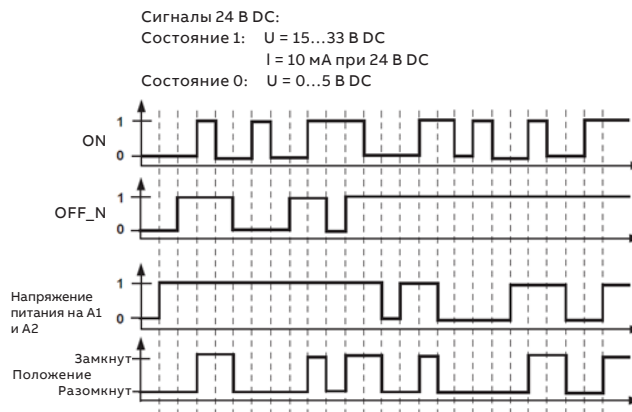 Сигналы 24 В DC:
Состояние 1: U = 15...33 В DC
I = 10 мА при 24 В DC
Состояние 0: U = 0...5 В DC
1
ON
0
1
OFF_N
0
1
Напряжение
питания на A1
и A2
0
Замкнут
Положение
Разомкнут